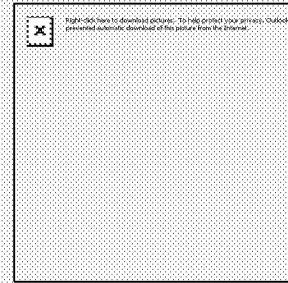 Right-click here to download pictures. To help protect your privacy, Outlook
prevented automatic download of this picture from the Internet.